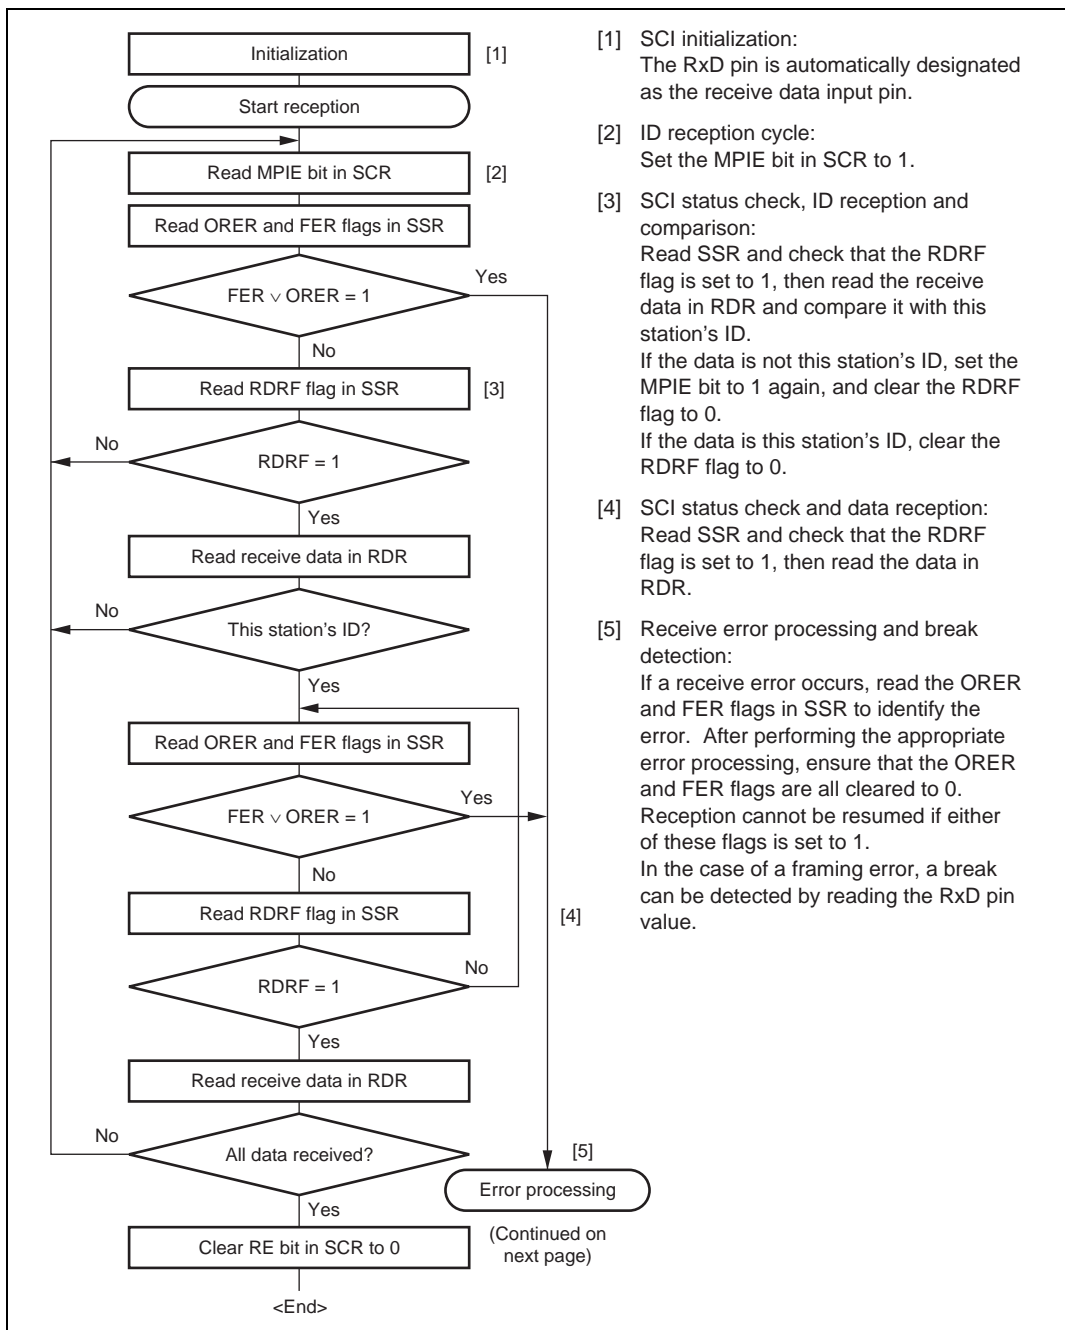 Initialization
[1]
Start reception
Read MPIE bit in SCR
[2]
Read ORER and FER flags in SSR
Yes
FER ∨ ORER = 1
No
Read RDRF flag in SSR
[3]
No
RDRF = 1
Yes
Read receive data in RDR
No
This station's ID?
Yes
Read ORER and FER flags in SSR
Yes
FER ∨ ORER = 1
No
Read RDRF flag in SSR
[4]
No
RDRF = 1
Yes
Read receive data in RDR
No
All data received?
[5]
Error processing
Yes
(Continued on
next page)
Clear RE bit in SCR to 0
<End>
[1] SCI initialization:
The RxD pin is automatically designated
as the receive data input pin.
[2] ID reception cycle:
Set the MPIE bit in SCR to 1.
[3] SCI status check, ID reception and
comparison:
Read SSR and check that the RDRF
flag is set to 1, then read the receive
data in RDR and compare it with this
station's ID.
If the data is not this station's ID, set the
MPIE bit to 1 again, and clear the RDRF
flag to 0.
If the data is this station's ID, clear the
RDRF flag to 0.
[4] SCI status check and data reception:
Read SSR and check that the RDRF
flag is set to 1, then read the data in
RDR.
[5] Receive error processing and break
detection:
If a receive error occurs, read the ORER
and FER flags in SSR to identify the
error. After performing the appropriate
error processing, ensure that the ORER
and FER flags are all cleared to 0.
Reception cannot be resumed if either
of these flags is set to 1.
In the case of a framing error, a break
can be detected by reading the RxD pin
value.